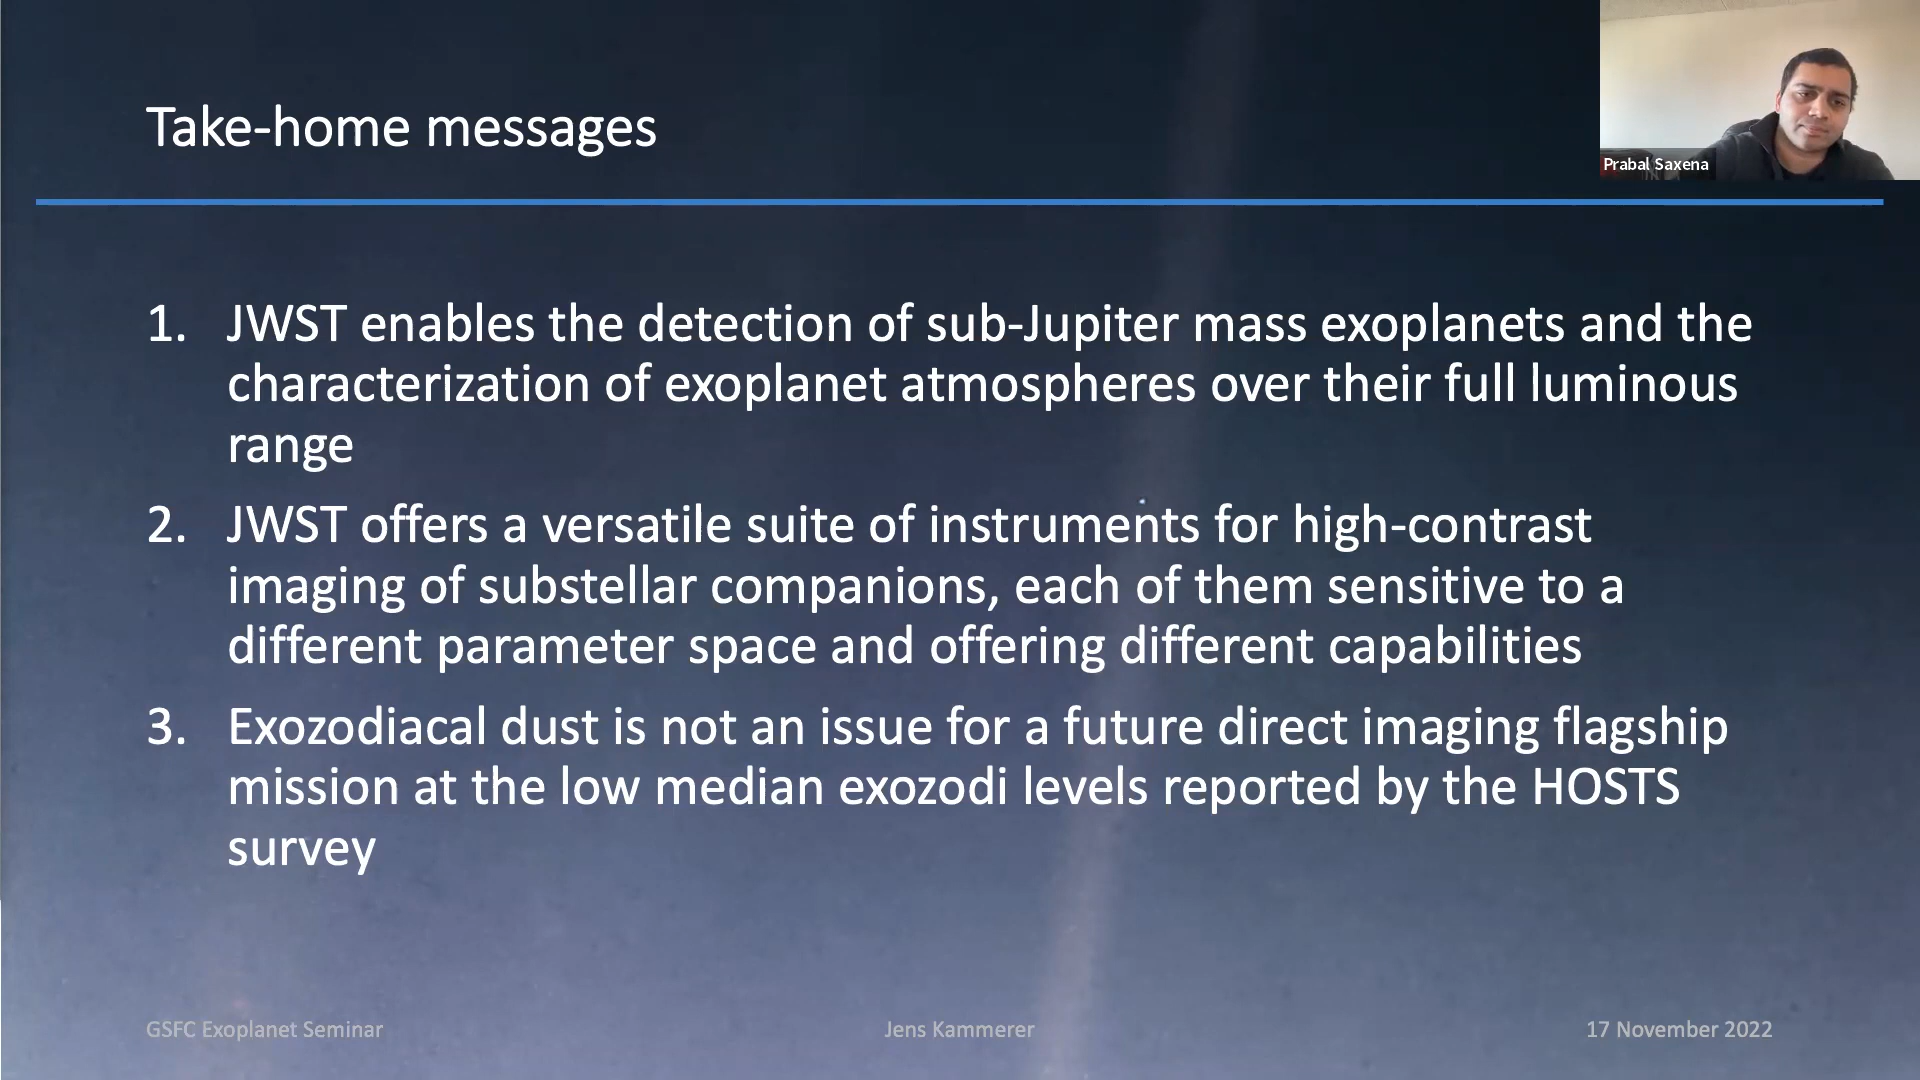 Take-home messages
Prabal Saxena
1. JWST enables the detection of sub-Jupiter mass exoplanets and the
characterization of exoplanet atmospheres over their full luminous
range
2. JWST offers a versatile suite of instruments for high-contrast
imaging of substellar companions, each of them sensitive to a
different parameter space and offering different capabilities
3. Exozodiacal dust is not an issue for a future direct imaging flagship
mission at the low median exozodi levels reported by the HOSTS
survey
GSFC Exoplanet Seminar
Jens Kammerer
17 November 2022